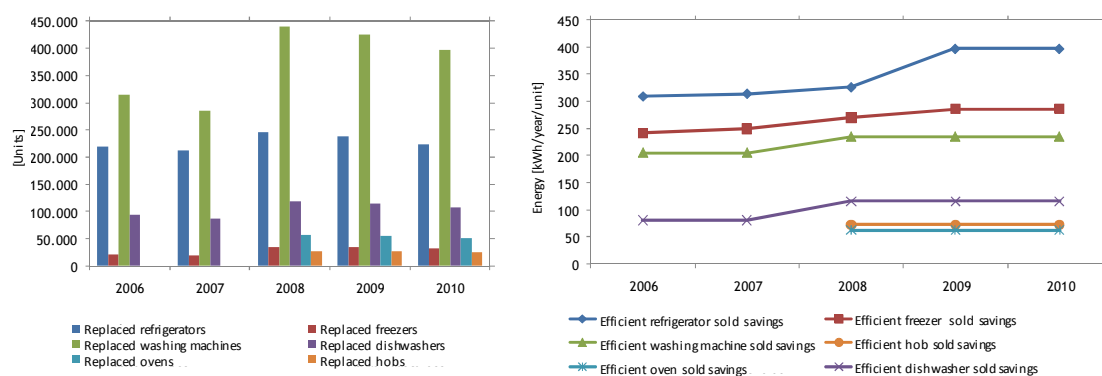 450.000
400.000
350.000
300.000
250.000
200.000
150.000
100.000
50.000
0
[Units]
2006 2007 2008 2009 2010
Replaced refrigerators Replaced freezers
Replaced washing machines Replaced dishwashers
Replaced ovens Replaced hobs
450
400
350
300
250
200
150
100
50
0
Energy [kWh/year/unit]
2006 2007 2008 2009 2010
Efficient refrigerator sold savings Efficient freezer sold savings
Efficient washing machine sold savings Efficient hob sold savings
Efficient oven sold savings Efficient dishwasher sold savings